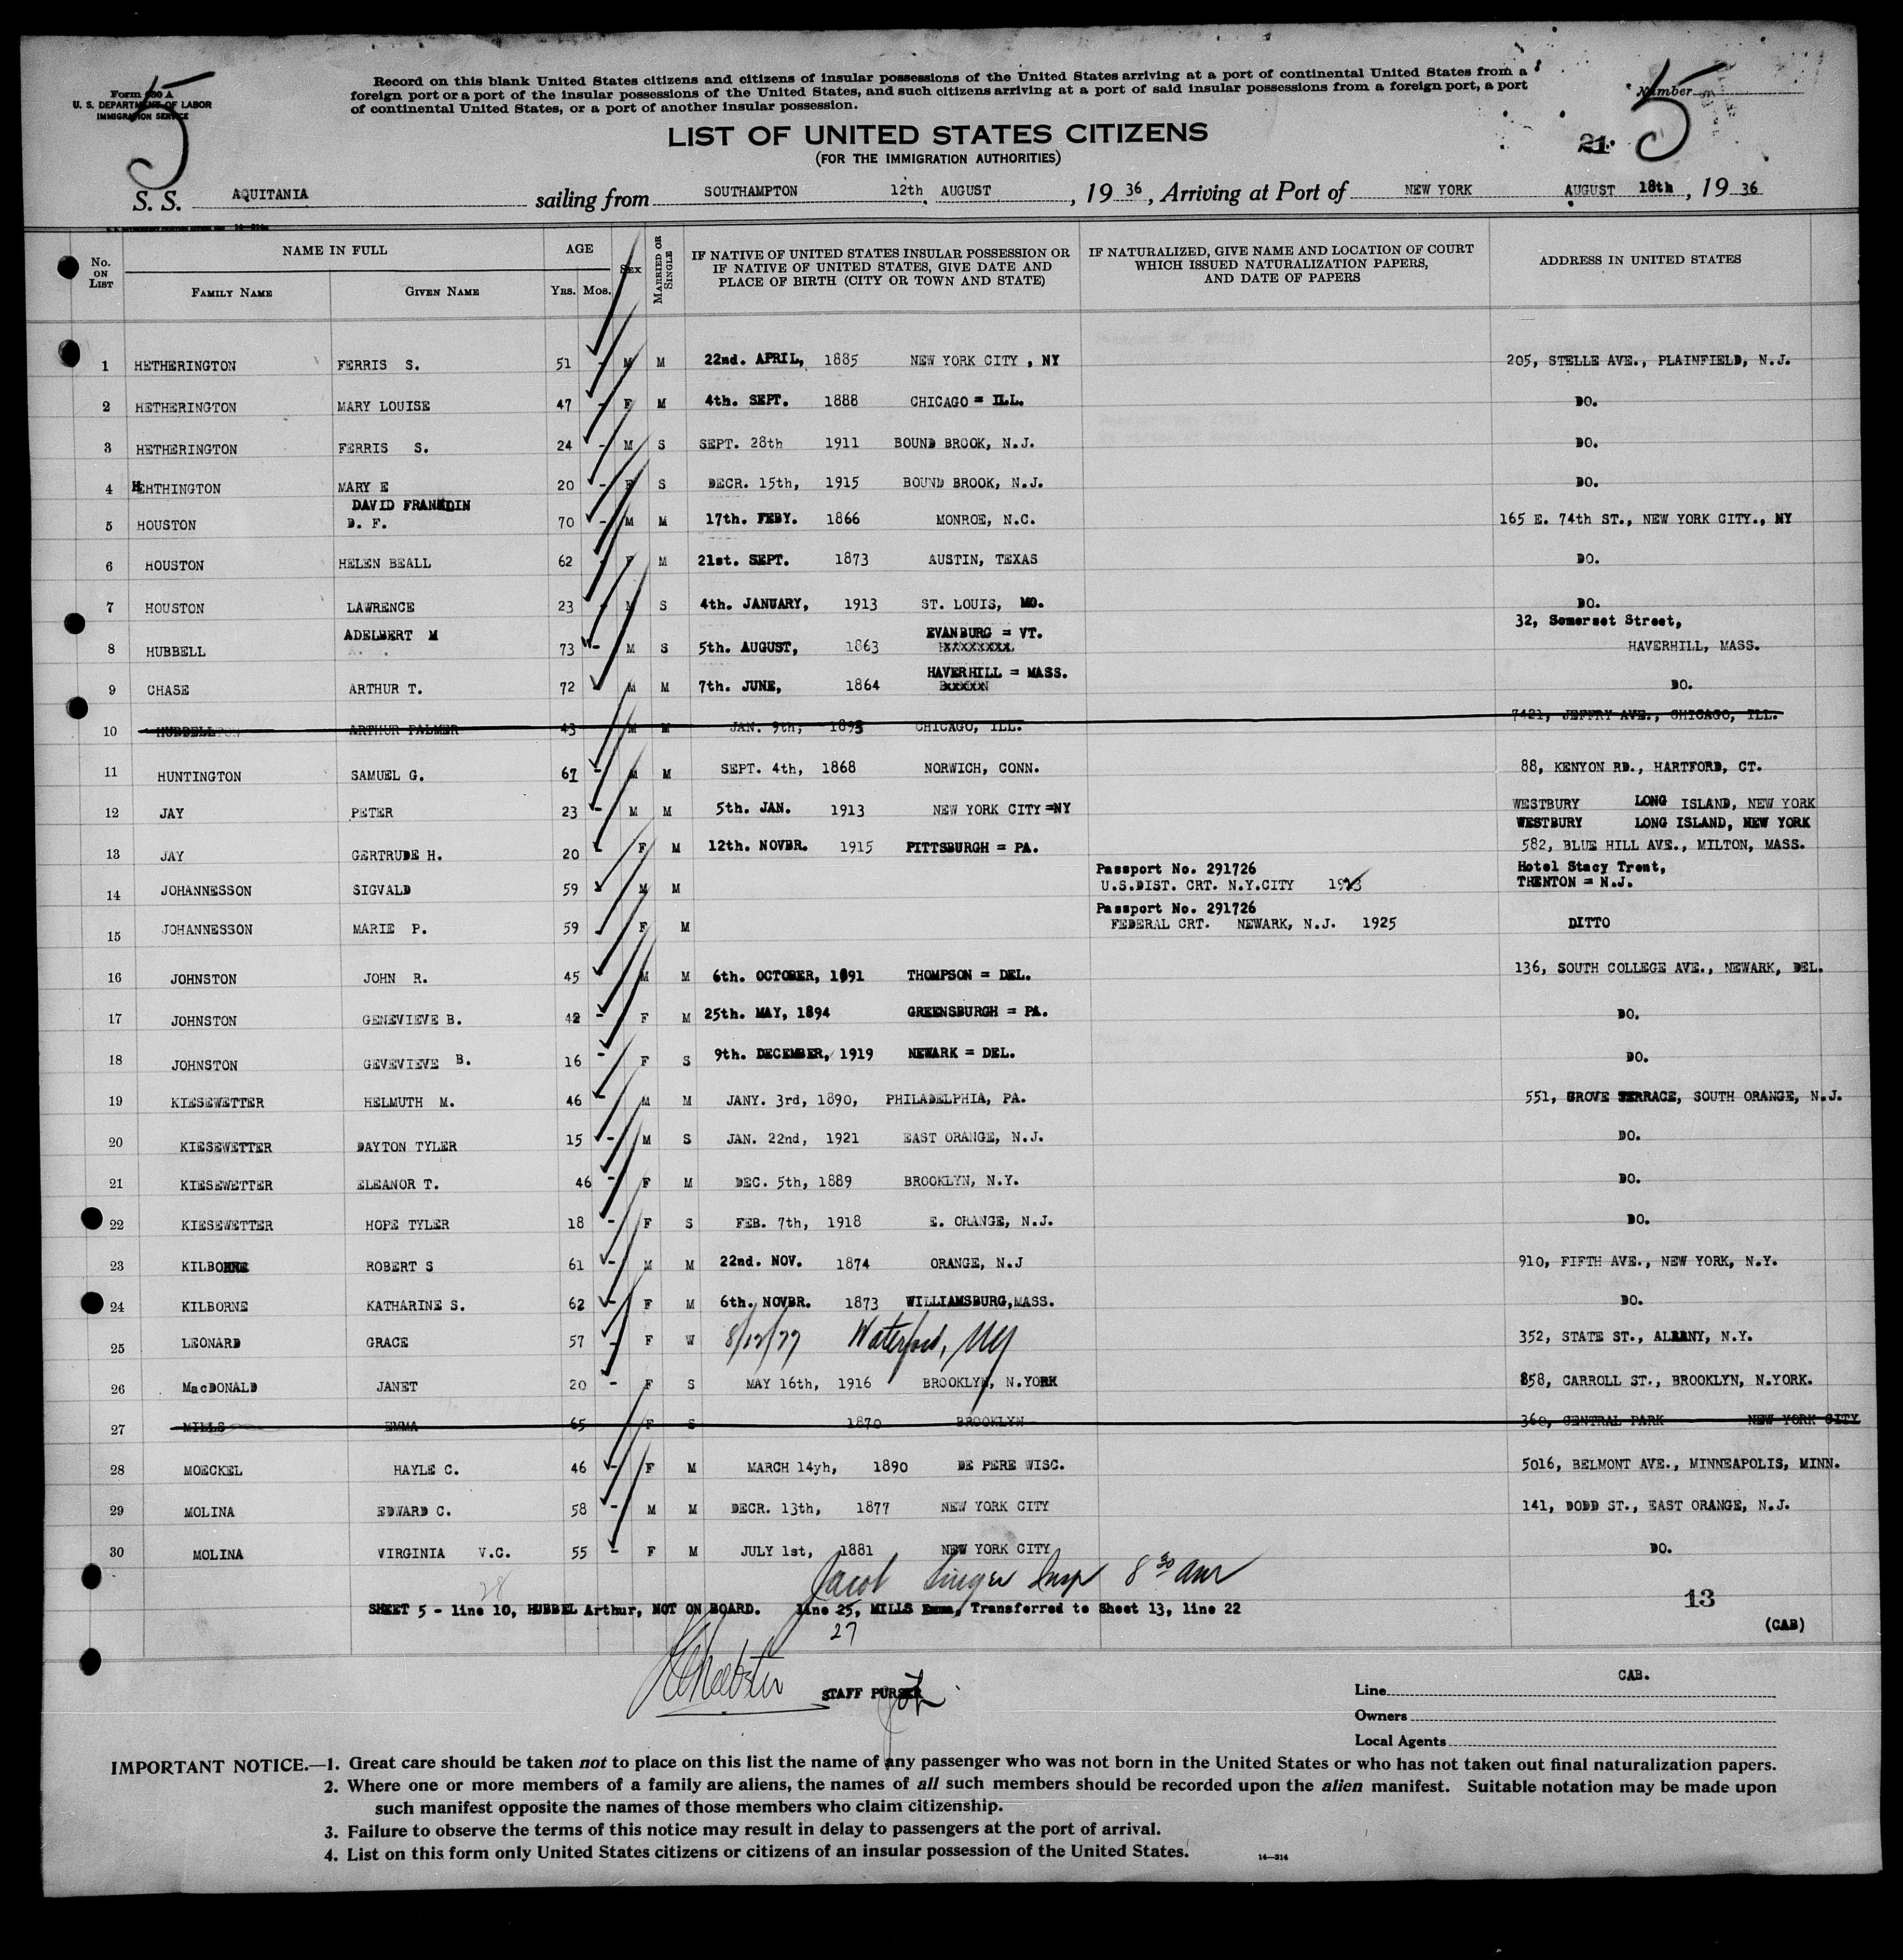 Form 630 A
U. S. DEPARTMENT OF LABOR
IMMIGRATION SERVICE
5
Record on this blank United States citizens and citizens of insular possessions of the United States arriving at a port of continental United States from a
foreign port or a port of the insular possessions of the United States, and such citizens arriving at a port of said insular possessions from a foreign port, a port
of continental United States, or a port of another insular possession.
Number
LIST OF UNITED STATES CITIZENS
(FOR THE IMMIGRATION AUTHORITIES)
21. 5
S. S. AQUITANIA sailing from SOUTHAMPTON 12th AUGUST, 19 36, Arriving at Port of NEW YORK AUGUST 18th, 19 36
No. ON LIST
NAME IN FULL
FAMILY NAME GIVEN NAME
AGE
YRS. MOS.
SEX
MARRIED OR SINGLE
IF NATIVE OF UNITED STATES INSULAR POSSESSION OR
IF NATIVE OF UNITED STATES, GIVE DATE AND
PLACE OF BIRTH (CITY OR TOWN AND STATE)
IF NATURALIZED, GIVE NAME AND LOCATION OF COURT
WHICH ISSUED NATURALIZATION PAPERS,
AND DATE OF PAPERS
ADDRESS IN UNITED STATES
1 HETHERINGTON FERRIS S. 51 - M M 22nd. APRIL, 1885 NEW YORK CITY , NY 205, STELLE AVE., PLAINFIELD, N.J.
2 HETHERINGTON MARY LOUISE 47 - F M 4th. SEPT. 1888 CHICAGO = ILL. DO.
3 HETHERINGTON FERRIS S. 24 - M S SEPT. 28th 1911 BOUND BROOK, N.J. DO.
4 HEHTHINGTON MARY E 20 - F S DECR. 15th, 1915 BOUND BROOK, N.J. DO.
DAVID FRANKDIN
5 HOUSTON D. F. 70 - M M 17th. FEBY. 1866 MONROE, N.C. 165 E. 74th ST., NEW YORK CITY., NY
6 HOUSTON HELEN BEALL 62 - F M 21st. SEPT. 1873 AUSTIN, TEXAS DO.
7 HOUSTON LAWRENCE 23 - M S 4th. JANUARY, 1913 ST. LOUIS, MO. DO.
ADELBERT M EVANBURG = VT. 32, Somerset Street,
8 HUBBELL 73 - M S 5th. AUGUST, 1863 HAVERHILL, MASS.
HAVERHILL = MASS.
9 CHASE ARTHUR T. 72 M M 7th. JUNE, 1864 DO.
10 HUBBELL ARTHUR PALMER 43 M M JAN. 9th, 1893 CHICAGO, ILL. 7421, JEFFRY AVE., CHICAGO, ILL.
11 HUNTINGTON SAMUEL G. 67 - M M SEPT. 4th, 1868 NORWICH, CONN. 88, KENYON RD., HARTFORD, CT.
12 JAY PETER 23 - M M 5th. JAN. 1913 NEW YORK CITY =NY WESTBURY LONG ISLAND, NEW YORK
WESTBURY LONG ISLAND, NEW YORK
13 JAY GERTRUDE H. 20 - F M 12th. NOVBR. 1915 PITTSBURGH = PA. 582, BLUE HILL AVE., MILTON, MASS.
Passport No. 291726 Hotel Stacy Trent,
14 JOHANNESSON SIGVALD 59 M M U.S.DIST. CRT. N.Y.CITY 1923 TRENTON = N.J.
Passport No. 291726
15 JOHANNESSON MARIE P. 59 F M FEDERAL CRT. NEWARK, N.J. 1925 DITTO
16 JOHNSTON JOHN R. 45 - M M 6th. OCTOBER, 1891 THOMPSON = DEL. 136, SOUTH COLLEGE AVE., NEWARK, DEL.
17 JOHNSTON GENEVIEVE B. 42 - F M 25th. MAY, 1894 GREENSBURGH = PA. DO.
18 JOHNSTON GEVEVIEVE B. 16 - F S 9th. DECEMBER, 1919 NEWARK = DEL. DO.
19 KIESEWETTER HELMUTH M. 46 - M M JANY. 3rd, 1890, PHILADELPHIA, PA. 551, GROVE TERRACE, SOUTH ORANGE, N.J.
20 KIESEWETTER DAYTON TYLER 15 - M S JAN. 22nd, 1921 EAST ORANGE, N.J. DO.
21 KIESEWETTER ELEANOR T. 46 - F M DEC. 5th, 1889 BROOKLYN, N.Y. DO.
22 KIESEWETTER HOPE TYLER 18 - F S FEB. 7th, 1918 E. ORANGE, N.J. DO.
23 KILBORNE ROBERT S 61 - M M 22nd. NOV. 1874 ORANGE, N.J 910, FIFTH AVE., NEW YORK, N.Y.
24 KILBORNE KATHARINE S. 62 - F M 6th. NOVBR. 1873 WILLIAMSBURG, MASS. DO.
25 LEONARD GRACE 57 - F W 8/12/77 Waterford, NY 352, STATE ST., ALBANY, N.Y.
26 MacDONALD JANET 20 - F S MAY 16th, 1916 BROOKLYN, N.YORK 858, CARROLL ST., BROOKLYN, N.YORK.
27 MILLS EMMA 65 F S 1870 BROOKLYN 360, CENTRAL PARK NEW YORK CITY
28 MOECKEL HAYLE C. 46 - F M MARCH 14yh, 1890 DE PERE WISC. 5016, BELMONT AVE., MINNEAPOLIS, MINN.
29 MOLINA EDWARD C. 58 - M M DECR. 13th, 1877 NEW YORK CITY 141, DODD ST., EAST ORANGE, N.J.
30 MOLINA VIRGINIA V.C. 55 - F M JULY 1st, 1881 NEW YORK CITY DO.
28 Jacob Singer Insp 8 30 am
SHEET 5 - line 10, HUBBEL Arthur, NOT ON BOARD. line 25, MILLS Emma, Transferred to Sheet 13, line 22
27
13
(CAB)
STAFF PURSER
Line CAB.
Owners
Local Agents
IMPORTANT NOTICE.—1. Great care should be taken not to place on this list the name of any passenger who was not born in the United States or who has not taken out final naturalization papers.
2. Where one or more members of a family are aliens, the names of all such members should be recorded upon the alien manifest. Suitable notation may be made upon
such manifest opposite the names of those members who claim citizenship.
3. Failure to observe the terms of this notice may result in delay to passengers at the port of arrival.
4. List on this form only United States citizens or citizens of an insular possession of the United States.
14—214